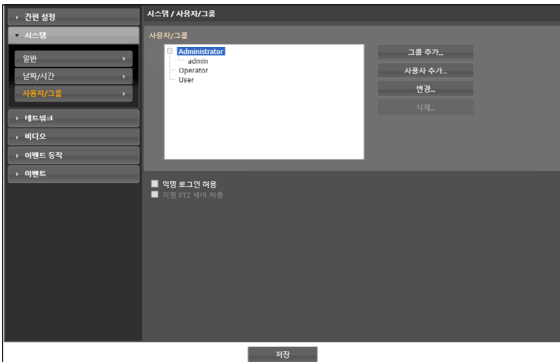 간편 설정
시스템
일반
날짜/시간
사용자/그룹
네트워크
비디오
이벤트 동작
이벤트
시스템 / 사용자/그룹
사용자/그룹
Administrator
admin
Operator
User
그룹 추가...
사용자 추가...
변경...
삭제...
익명 로그인 허용
익명 PTZ 제어 허용
저장